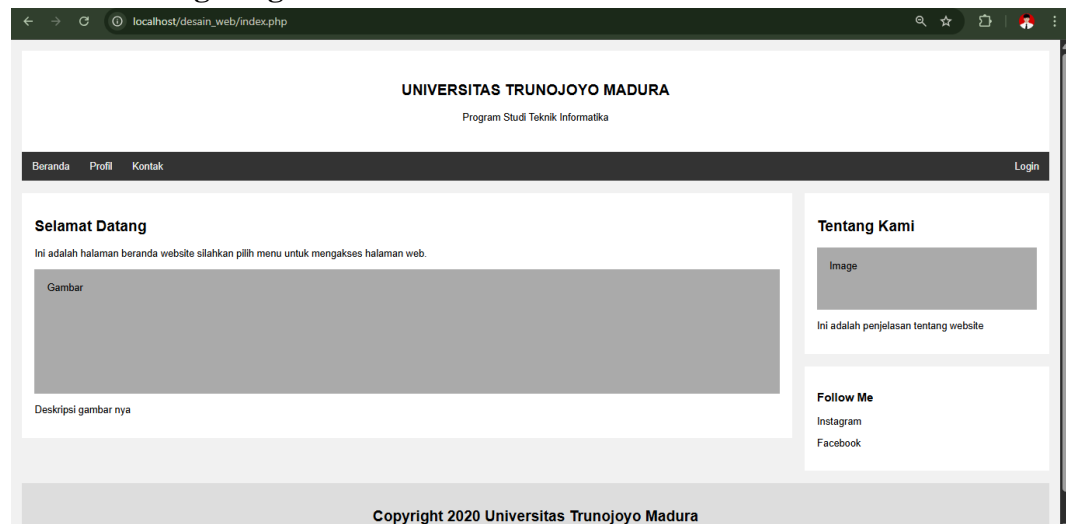 localhost/desain_web/index.php
UNIVERSITAS TRUNOJOYO MADURA
Program Studi Teknik Informatika
Beranda Profil Kontak Login
Selamat Datang
Ini adalah halaman beranda website silahkan pilih menu untuk mengakses halaman web.
Gambar
Deskripsi gambar nya
Tentang Kami
Image
Ini adalah penjelasan tentang website
Follow Me
Instagram
Facebook
Copyright 2020 Universitas Trunojoyo Madura